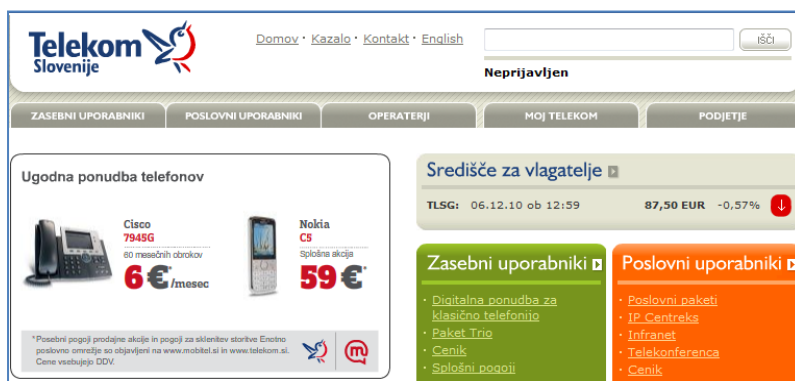 Telekom
Slovenije
Domov · Kazalo · Kontakt · English
IŠČI
Neprijavljen
ZASEBNI UPORABNIKI
POSLOVNI UPORABNIKI
OPERATERJI
MOJ TELEKOM
PODJETJE
Ugodna ponudba telefonov
Cisco
7945G
60 mesečnih obrokov
6€*/mesec
Nokia
C5
Splošna akcija
59€*
*Posebni pogoji prodajne akcije in pogoji za sklenitev storitve Enotno
poslovno omrežje so objavljeni na www.mobitel.si in www.telekom.si.
Cene vsebujejo DDV.
Središče za vlagatelje
TLSG: 06.12.10 ob 12:59 87,50 EUR -0,57%
Zasebni uporabniki
· Digitalna ponudba za
klasično telefonijo
· Paket Trio
· Cenik
· Splošni pogoji
Poslovni uporabniki
· Poslovni paketi
· IP Centreks
· Infranet
· Telekonferenca
· Cenik